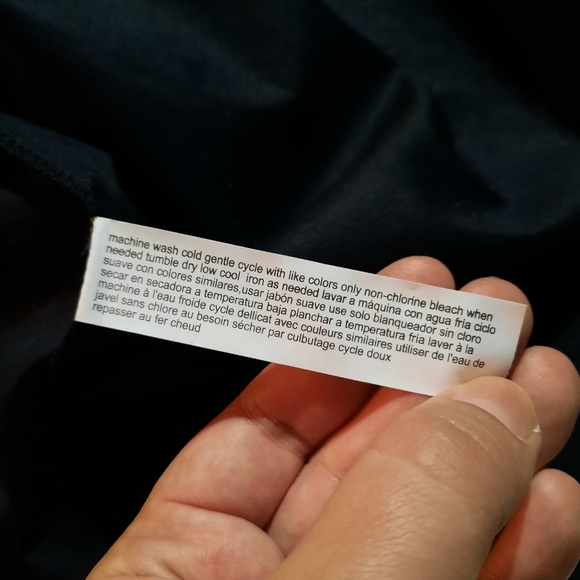 machine wash cold gentle cycle with like colors only non-chlorine bleach when
needed tumble dry low cool iron as needed lavar a máquina con agua fría ciclo
suave con colores similares,usar jabón suave use solo blanqueador sin cloro
secar en secadora a temperatura baja planchar a temperatura fría laver à la
machine à l'eau froide cycle dellicat avec couleurs similaires utiliser de l'eau de
javel sans chlore au besoin sécher par culbutage cycle doux
repasser au fer cheud